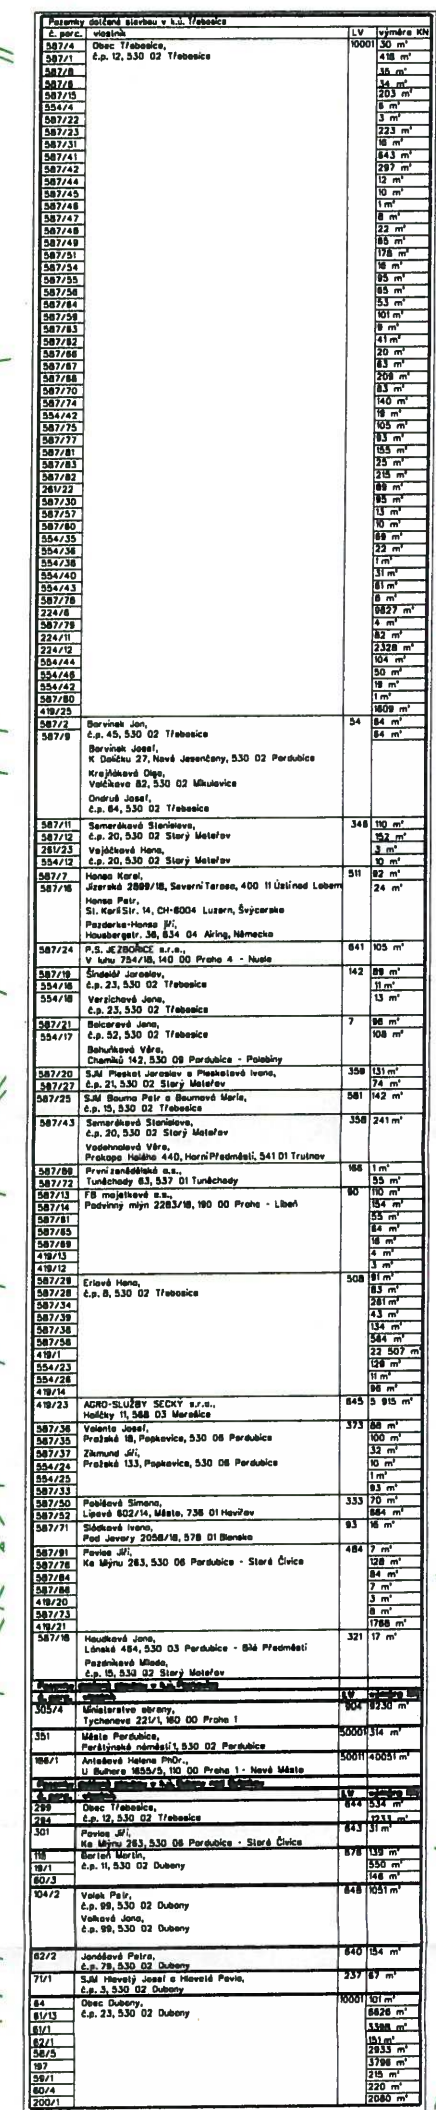 Pozemky dotčené stavbou v k.ú. Třebosice
č. parc. vlastník LV výměra KN
587/4 Obec Třebosice, 10001 30 m²
587/1 č.p. 12, 530 02 Třebosice 418 m²
587/8 35 m²
587/6 34 m²
587/15 203 m²
554/4 6 m²
587/22 3 m²
587/23 223 m²
587/31 16 m²
587/41 643 m²
587/42 297 m²
587/44 12 m²
587/45 10 m²
587/46 1 m²
587/47 8 m²
587/48 22 m²
587/49 65 m²
587/51 178 m²
587/54 16 m²
587/55 95 m²
587/56 65 m²
587/64 53 m²
587/59 101 m²
587/63 9 m²
587/62 41 m²
587/66 20 m²
587/67 63 m²
587/68 209 m²
587/70 83 m²
587/74 140 m²
554/42 19 m²
587/75 105 m²
587/77 93 m²
587/81 155 m²
587/83 25 m²
587/82 215 m²
261/22 89 m²
587/30 95 m²
587/57 13 m²
587/60 10 m²
554/35 69 m²
554/36 22 m²
554/38 1 m²
554/40 31 m²
554/43 61 m²
587/78 6 m²
224/6 9827 m²
587/79 4 m²
224/11 82 m²
224/12 2328 m²
554/44 104 m²
554/46 50 m²
554/42 19 m²
587/80 1 m²
419/25 1609 m²
587/2 Borvínek Jan, 54 64 m²
587/9 č.p. 45, 530 02 Třebosice 64 m²
Borvínek Josef,
K Dolíčku 27, Nové Jesenčany, 530 02 Pardubice
Krejňáková Olga,
Valčíkova 82, 530 02 Mikulovice
Ondruš Josef,
č.p. 64, 530 02 Třebosice
587/11 Semeráková Stanislava, 348 110 m²
587/12 č.p. 20, 530 02 Starý Mateřov 152 m²
261/23 Vojáčková Hana, 3 m²
554/12 č.p. 20, 530 02 Starý Mateřov 10 m²
587/7 Honsa Karel, 511 92 m²
587/16 Jizerská 2899/18, Severní Terasa, 400 11 Ústí nad Labem 24 m²
Honsa Petr,
St. Karli Str. 14, CH-6004 Luzern, Švýcarsko
Pazderka-Honsa Jiří,
Hausbergstr. 36, 834 04 Airing, Německo
587/24 P.S. JEZBOŘICE s.r.o., 641 105 m²
V luhu 754/18, 140 00 Praha 4 - Nusle
587/19 Šindelář Jaroslav, 142 89 m²
554/16 č.p. 23, 530 02 Třebosice 11 m²
554/18 Verzichová Jana, 13 m²
č.p. 23, 530 02 Třebosice
587/21 Balcarová Jana, 7 96 m²
554/17 č.p. 52, 530 02 Třebosice 108 m²
Bohuňková Věra,
Chemiků 142, 530 09 Pardubice - Polabiny
587/20 SJM Pleskot Jaroslav a Pleskotová Ivana, 359 131 m²
587/27 č.p. 21, 530 02 Starý Mateřov 74 m²
587/25 SJM Bouma Petr a Boumová Marie, 581 142 m²
č.p. 15, 530 02 Třebosice
587/43 Semeráková Stanislava, 358 241 m²
č.p. 20, 530 02 Starý Mateřov
Vodehnalová Věra,
Prokopa Holého 440, Horní Předměstí, 541 01 Trutnov
587/89 První zemědělská a.s., 166 1 m²
587/72 Tuněchody 63, 537 01 Tuněchody 55 m²
587/13 FB majetková a.s., 90 110 m²
587/14 Podvinný mlýn 2283/18, 190 00 Praha - Libeň 154 m²
587/61 55 m²
587/65 64 m²
587/69 16 m²
419/13 4 m²
419/12 3 m²
587/29 Erlová Hana, 508 91 m²
587/28 č.p. 8, 530 02 Třebosice 83 m²
587/34 261 m²
587/39 43 m²
587/38 134 m²
587/58 564 m²
419/1 22 507 m²
554/23 129 m²
554/26 11 m²
419/14 96 m²
419/23 AGRO-SLUŽBY SECKÝ s.r.o., 645 5 915 m²
Holičky 11, 568 03 Morašice
587/36 Valenta Josef, 373 88 m²
587/35 Pražská 18, Popkovice, 530 06 Pardubice 100 m²
587/37 Zikmund Jiří, 32 m²
554/24 Pražská 133, Popkovice, 530 06 Pardubice 10 m²
554/25 1 m²
587/33 93 m²
587/50 Pobišová Simona, 333 70 m²
587/52 Lipová 602/14, Město, 736 01 Havířov 664 m²
587/71 Sládková Ivana, 93 16 m²
Pod Javory 2058/18, 678 01 Blansko
587/91 Pavlas Jiří, 484 7 m²
587/76 Ke Mlýnu 263, 530 06 Pardubice - Staré Čívice 128 m²
587/84 84 m²
587/86 7 m²
419/20 3 m²
587/73 8 m²
419/21 1768 m²
587/18 Houdková Jana, 321 17 m²
Lánská 464, 530 03 Pardubice - Bílé Předměstí
Pazdníková Milada,
č.p. 15, 533 02 Starý Mateřov
č. parc. vlastník LV výměra KN
305/4 Ministerstvo obrany, 904 9230 m²
Tychonova 221/1, 160 00 Praha 1
351 Město Pardubice, 50001 314 m²
Perštýnské náměstí 1, 530 02 Pardubice
186/1 Antošová Helena PhDr., 50011 40051 m²
U Bulhara 1655/5, 110 00 Praha 1 - Nové Město
č. parc. vlastník LV výměra KN
299 Obec Třebosice, 644 534 m²
294 č.p. 12, 530 02 Třebosice 1233 m²
301 Pavlas Jiří, 643 31 m²
Ke Mlýnu 263, 530 06 Pardubice - Staré Čívice
118 Bartoň Martin, 678 139 m²
19/1 č.p. 11, 530 02 Dubany 550 m²
60/3 146 m²
104/2 Volek Petr, 648 1051 m²
č.p. 99, 530 02 Dubany
Volková Jana,
č.p. 99, 530 02 Dubany
62/2 Jonášová Petra, 640 154 m²
č.p. 79, 530 02 Dubany
71/1 SJM Hlavatý Josef a Hlavatá Pavla, 237 67 m²
č.p. 3, 530 02 Dubany
64 Obec Dubany, 10001 101 m²
61/13 č.p. 23, 530 02 Dubany 6626 m²
61/1 3398 m²
62/1 151 m²
58/5 2933 m²
197 3796 m²
59/1 215 m²
60/4 220 m²
200/1 2080 m²